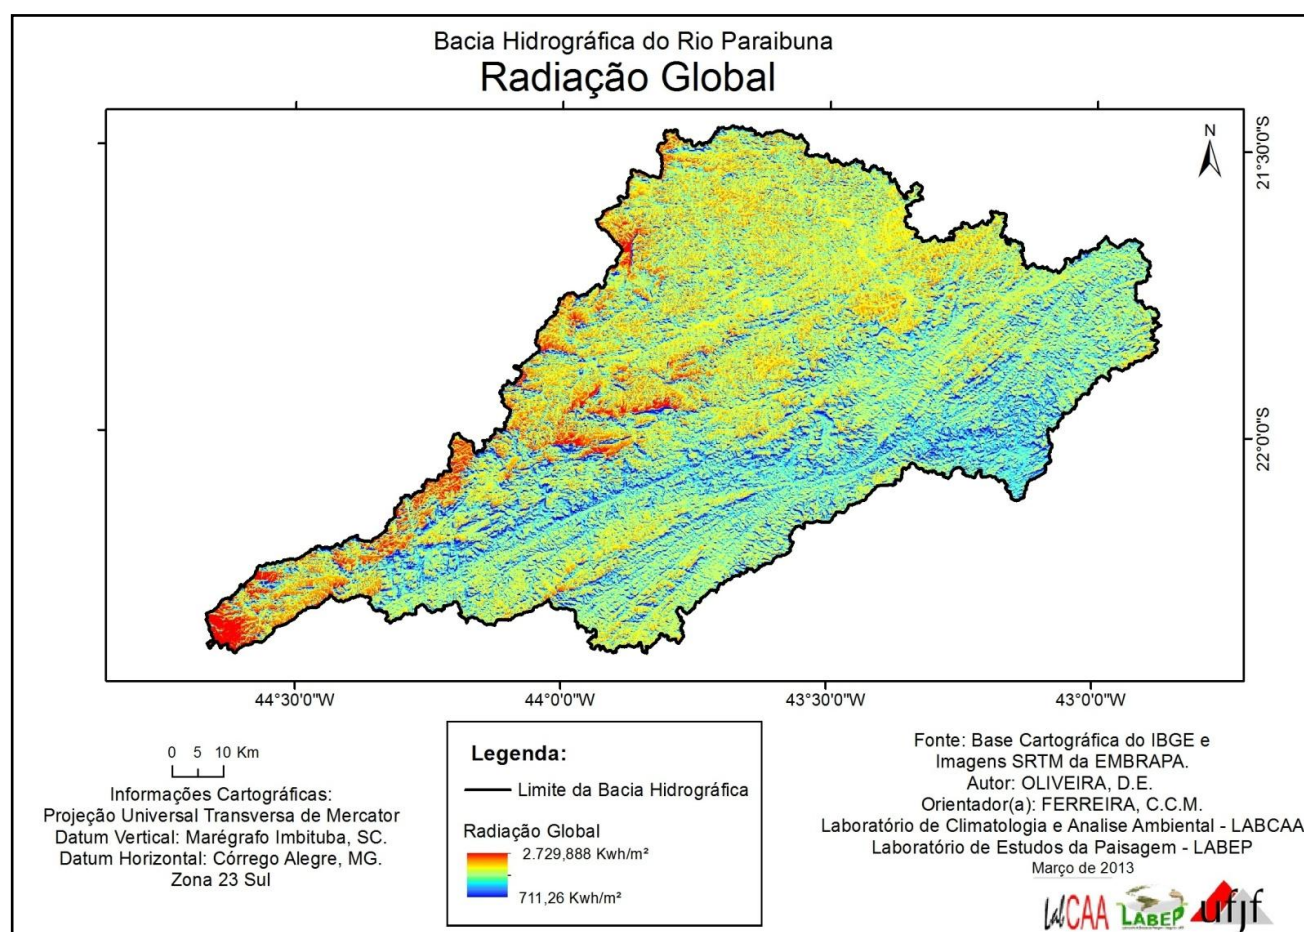 Bacia Hidrográfica do Rio Paraibuna
Radiação Global
N
21°30'0"S
22°0'0"S
44°30'0"W
44°0'0"W
43°30'0"W
43°0'0"W
0 5 10 Km
Informações Cartográficas:
Projeção Universal Transversa de Mercator
Datum Vertical: Marégrafo Imbituba, SC.
Datum Horizontal: Córrego Alegre, MG.
Zona 23 Sul
Legenda:
Limite da Bacia Hidrográfica
Radiação Global
2.729,888 Kwh/m²
711,26 Kwh/m²
Fonte: Base Cartográfica do IBGE e
Imagens SRTM da EMBRAPA.
Autor: OLIVEIRA, D.E.
Orientador(a): FERREIRA, C.C.M.
Laboratório de Climatologia e Analise Ambiental - LABCAA
Laboratório de Estudos da Paisagem - LABEP
Março de 2013
LabCAA
LABEP
ufjf